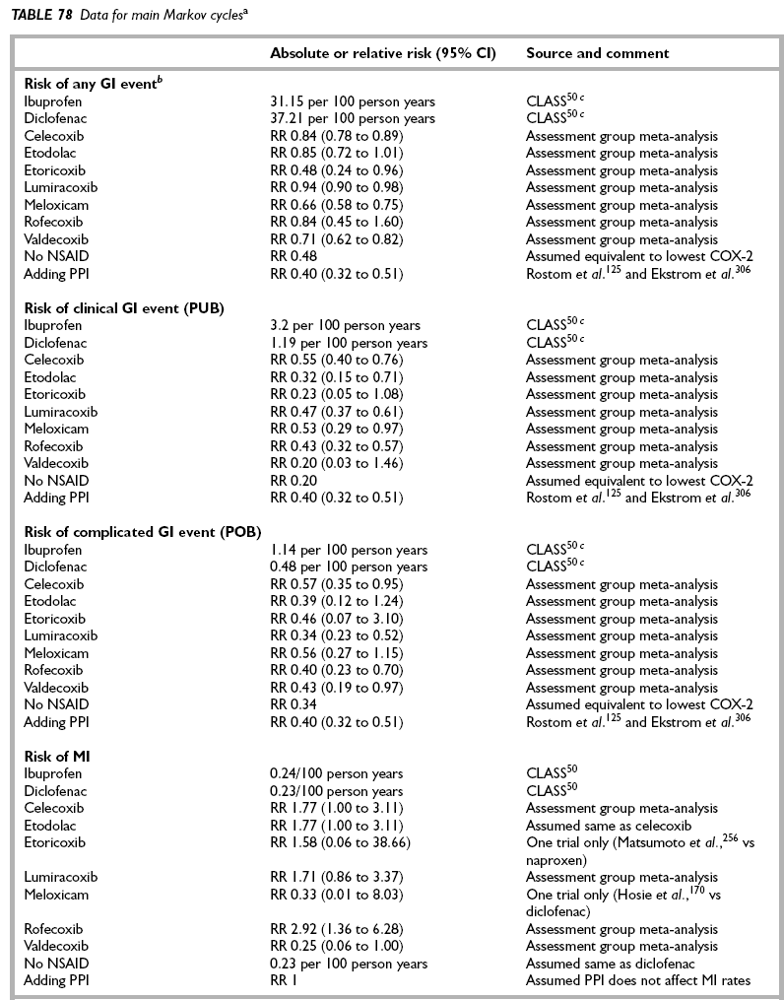 TABLE 78 Data for main Markov cycles^a
Absolute or relative risk (95% CI) Source and comment
Risk of any GI event^b
Ibuprofen 31.15 per 100 person years CLASS^50 c
Diclofenac 37.21 per 100 person years CLASS^50 c
Celecoxib RR 0.84 (0.78 to 0.89) Assessment group meta-analysis
Etodolac RR 0.85 (0.72 to 1.01) Assessment group meta-analysis
Etoricoxib RR 0.48 (0.24 to 0.96) Assessment group meta-analysis
Lumiracoxib RR 0.94 (0.90 to 0.98) Assessment group meta-analysis
Meloxicam RR 0.66 (0.58 to 0.75) Assessment group meta-analysis
Rofecoxib RR 0.84 (0.45 to 1.60) Assessment group meta-analysis
Valdecoxib RR 0.71 (0.62 to 0.82) Assessment group meta-analysis
No NSAID RR 0.48 Assumed equivalent to lowest COX-2
Adding PPI RR 0.40 (0.32 to 0.51) Rostom et al.^125 and Ekstrom et al.^306
Risk of clinical GI event (PUB)
Ibuprofen 3.2 per 100 person years CLASS^50 c
Diclofenac 1.19 per 100 person years CLASS^50 c
Celecoxib RR 0.55 (0.40 to 0.76) Assessment group meta-analysis
Etodolac RR 0.32 (0.15 to 0.71) Assessment group meta-analysis
Etoricoxib RR 0.23 (0.05 to 1.08) Assessment group meta-analysis
Lumiracoxib RR 0.47 (0.37 to 0.61) Assessment group meta-analysis
Meloxicam RR 0.53 (0.29 to 0.97) Assessment group meta-analysis
Rofecoxib RR 0.43 (0.32 to 0.57) Assessment group meta-analysis
Valdecoxib RR 0.20 (0.03 to 1.46) Assessment group meta-analysis
No NSAID RR 0.20 Assumed equivalent to lowest COX-2
Adding PPI RR 0.40 (0.32 to 0.51) Rostom et al.^125 and Ekstrom et al.^306
Risk of complicated GI event (POB)
Ibuprofen 1.14 per 100 person years CLASS^50 c
Diclofenac 0.48 per 100 person years CLASS^50 c
Celecoxib RR 0.57 (0.35 to 0.95) Assessment group meta-analysis
Etodolac RR 0.39 (0.12 to 1.24) Assessment group meta-analysis
Etoricoxib RR 0.46 (0.07 to 3.10) Assessment group meta-analysis
Lumiracoxib RR 0.34 (0.23 to 0.52) Assessment group meta-analysis
Meloxicam RR 0.56 (0.27 to 1.15) Assessment group meta-analysis
Rofecoxib RR 0.40 (0.23 to 0.70) Assessment group meta-analysis
Valdecoxib RR 0.43 (0.19 to 0.97) Assessment group meta-analysis
No NSAID RR 0.34 Assumed equivalent to lowest COX-2
Adding PPI RR 0.40 (0.32 to 0.51) Rostom et al.^125 and Ekstrom et al.^306
Risk of MI
Ibuprofen 0.24/100 person years CLASS^50
Diclofenac 0.23/100 person years CLASS^50
Celecoxib RR 1.77 (1.00 to 3.11) Assessment group meta-analysis
Etodolac RR 1.77 (1.00 to 3.11) Assumed same as celecoxib
Etoricoxib RR 1.58 (0.06 to 38.66) One trial only (Matsumoto et al.,^256 vs
naproxen)
Lumiracoxib RR 1.71 (0.86 to 3.37) Assessment group meta-analysis
Meloxicam RR 0.33 (0.01 to 8.03) One trial only (Hosie et al.,^170 vs
diclofenac)
Rofecoxib RR 2.92 (1.36 to 6.28) Assessment group meta-analysis
Valdecoxib RR 0.25 (0.06 to 1.00) Assessment group meta-analysis
No NSAID 0.23 per 100 person years Assumed same as diclofenac
Adding PPI RR 1 Assumed PPI does not affect MI rates